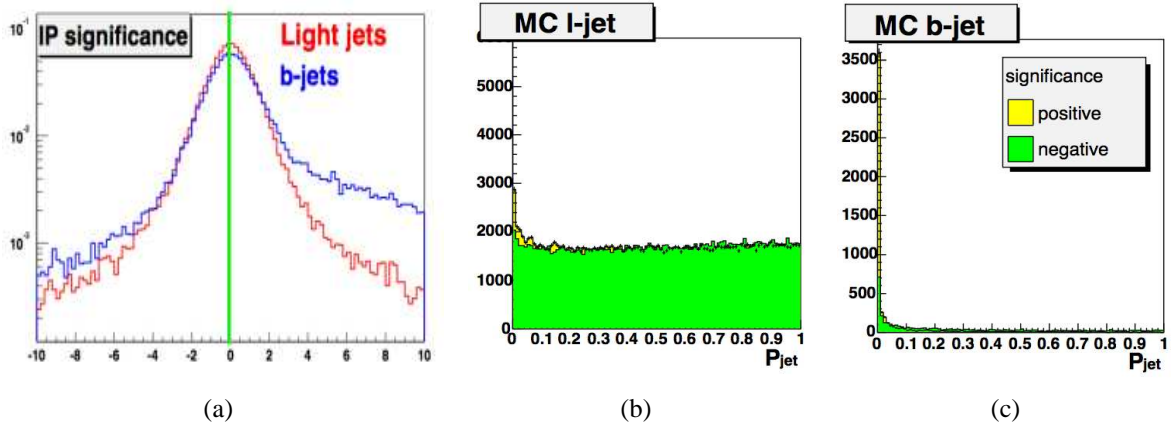 IP significance
Light jets
b-jets
10⁻¹
10⁻²
10⁻³
-10 -8 -6 -4 -2 0 2 4 6 8 10
(a)
MC l-jet
5000
4000
3000
2000
1000
0
0 0.1 0.2 0.3 0.4 0.5 0.6 0.7 0.8 0.9 1
Pjet
(b)
MC b-jet
3500
3000
2500
2000
1500
1000
500
0
significance
positive
negative
0 0.1 0.2 0.3 0.4 0.5 0.6 0.7 0.8 0.9 1
Pjet
(c)